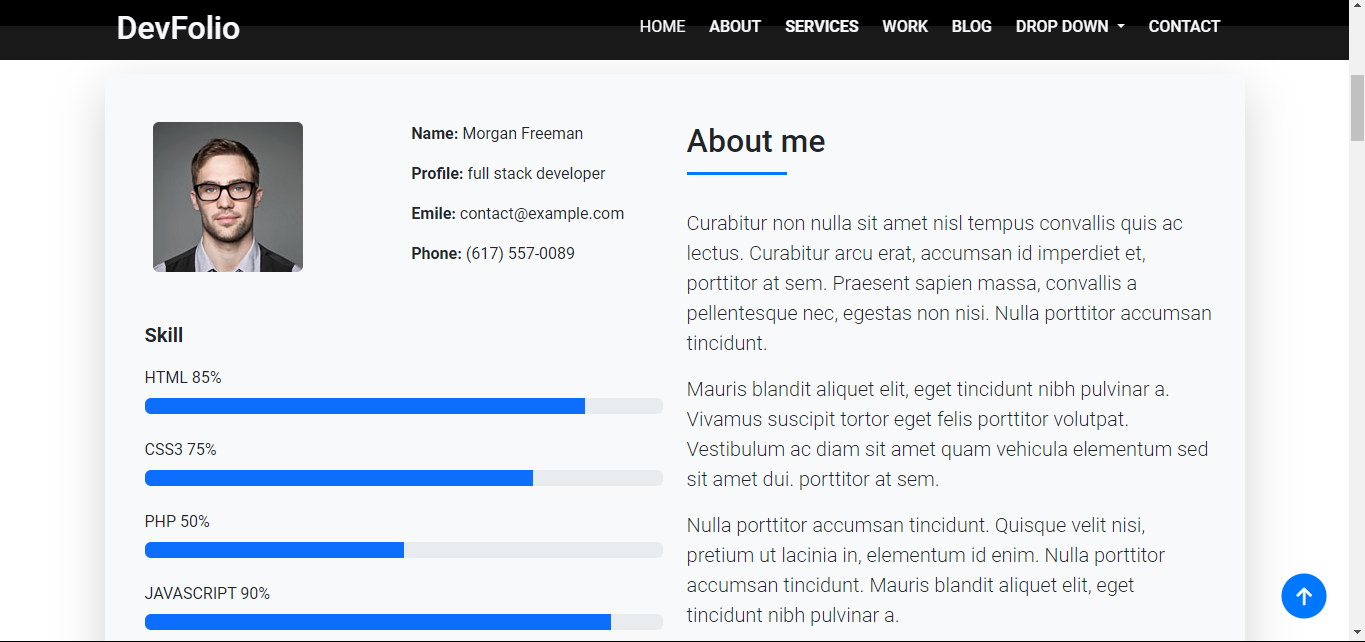 DevFolio
HOME ABOUT SERVICES WORK BLOG DROP DOWN CONTACT
Name: Morgan Freeman
Profile: full stack developer
Emile: contact@example.com
Phone: (617) 557-0089
Skill
HTML 85%
CSS3 75%
PHP 50%
JAVASCRIPT 90%
About me
Curabitur non nulla sit amet nisl tempus convallis quis ac
lectus. Curabitur arcu erat, accumsan id imperdiet et,
porttitor at sem. Praesent sapien massa, convallis a
pellentesque nec, egestas non nisi. Nulla porttitor accumsan
tincidunt.
Mauris blandit aliquet elit, eget tincidunt nibh pulvinar a.
Vivamus suscipit tortor eget felis porttitor volutpat.
Vestibulum ac diam sit amet quam vehicula elementum sed
sit amet dui. porttitor at sem.
Nulla porttitor accumsan tincidunt. Quisque velit nisi,
pretium ut lacinia in, elementum id enim. Nulla porttitor
accumsan tincidunt. Mauris blandit aliquet elit, eget
tincidunt nibh pulvinar a.